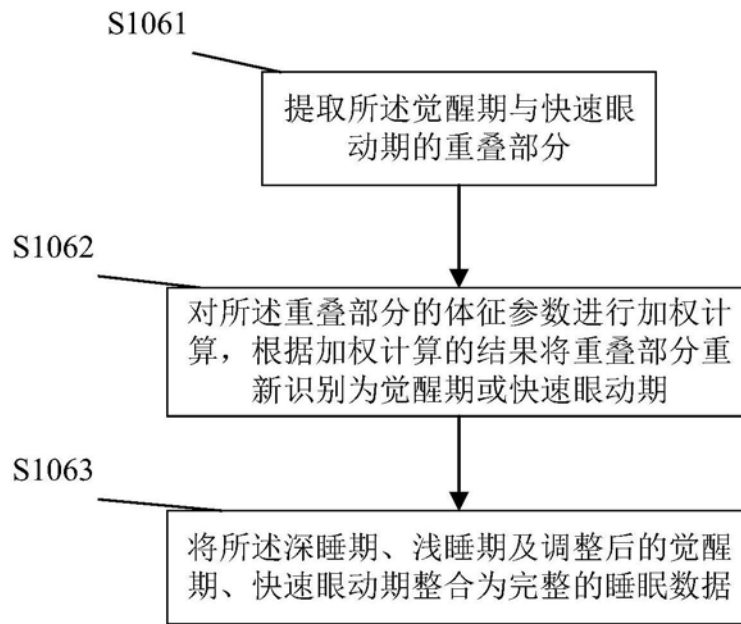 S1061
提取所述觉醒期与快速眼
动期的重叠部分
S1062
对所述重叠部分的体征参数进行加权计
算，根据加权计算的结果将重叠部分重
新识别为觉醒期或快速眼动期
S1063
将所述深睡期、浅睡期及调整后的觉醒
期、快速眼动期整合为完整的睡眠数据